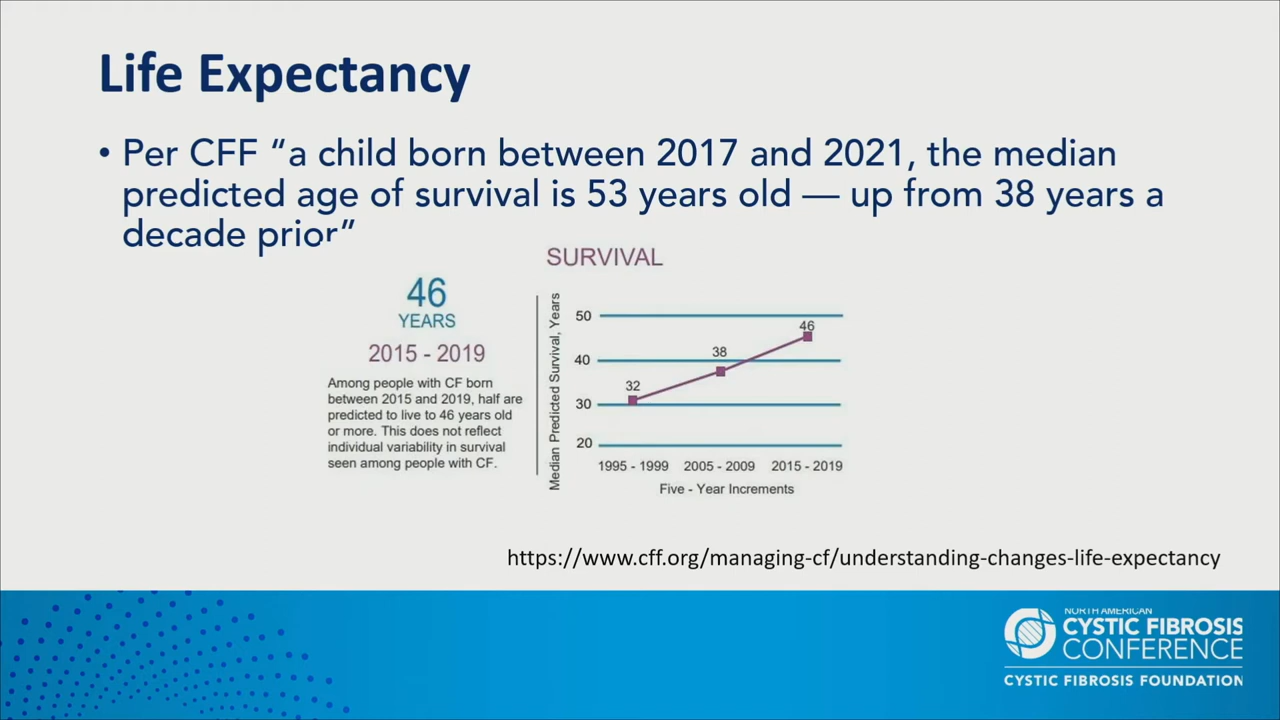 Life Expectancy
• Per CFF “a child born between 2017 and 2021, the median
predicted age of survival is 53 years old — up from 38 years a
decade prior”
SURVIVAL
46
YEARS
2015 - 2019
Among people with CF born
between 2015 and 2019, half are
predicted to live to 46 years old
or more. This does not reflect
individual variability in survival
seen among people with CF.
Median Predicted Survival, Years
50
40
30
20
32
38
46
1995 - 1999 2005 - 2009 2015 - 2019
Five - Year Increments
https://www.cff.org/managing-cf/understanding-changes-life-expectancy
NORTH AMERICAN
CYSTIC FIBROSIS
CONFERENCE
CYSTIC FIBROSIS FOUNDATION